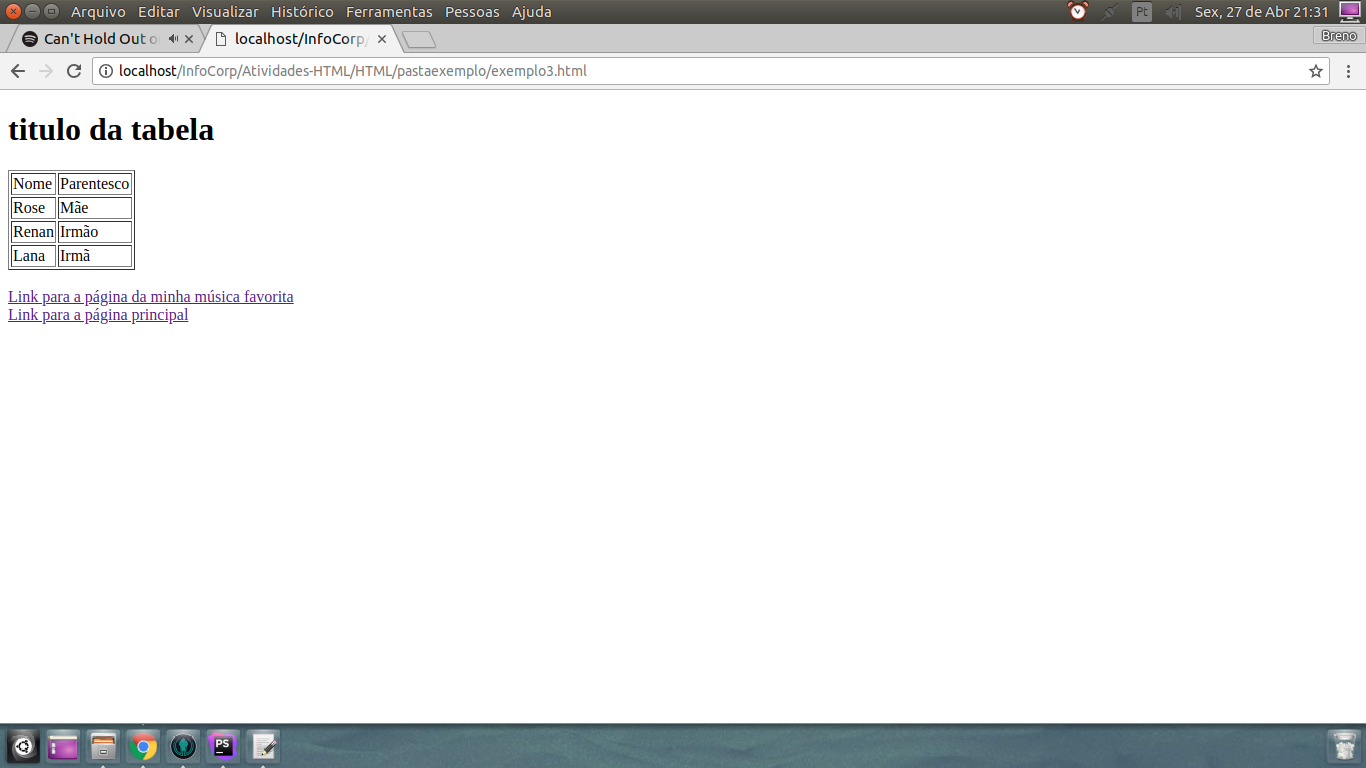 Arquivo Editar Visualizar Histórico Ferramentas Pessoas Ajuda Pt Sex, 27 de Abr 21:31
Can't Hold Out o localhost/InfoCorp/ Breno
localhost/InfoCorp/Atividades-HTML/HTML/pastaexemplo/exemplo3.html
titulo da tabela
Nome Parentesco
Rose Mãe
Renan Irmão
Lana Irmã
Link para a página da minha música favorita
Link para a página principal
PS